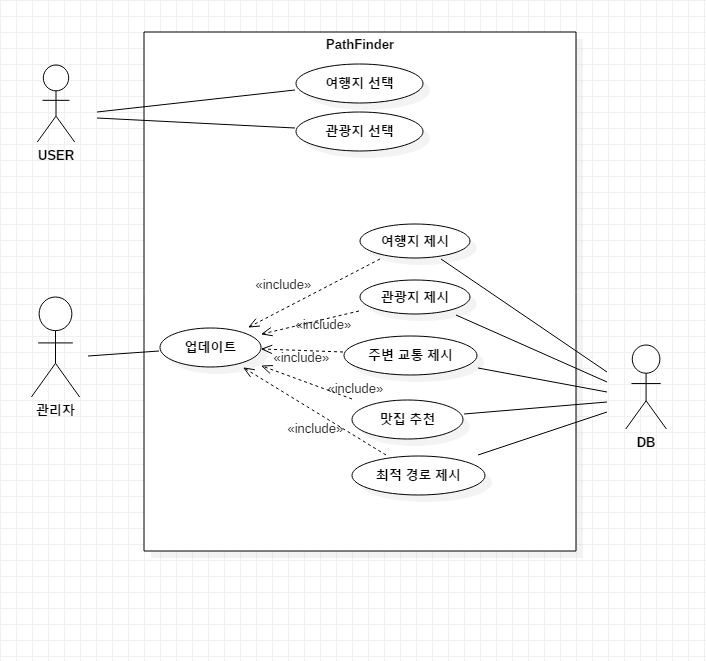 PathFinder
여행지 선택
관광지 선택
USER
여행지 제시
«include»
관광지 제시
«include»
업데이트
주변 교통 제시
«include»
«include»
관리자
맛집 추천
«include»
DB
최적 경로 제시